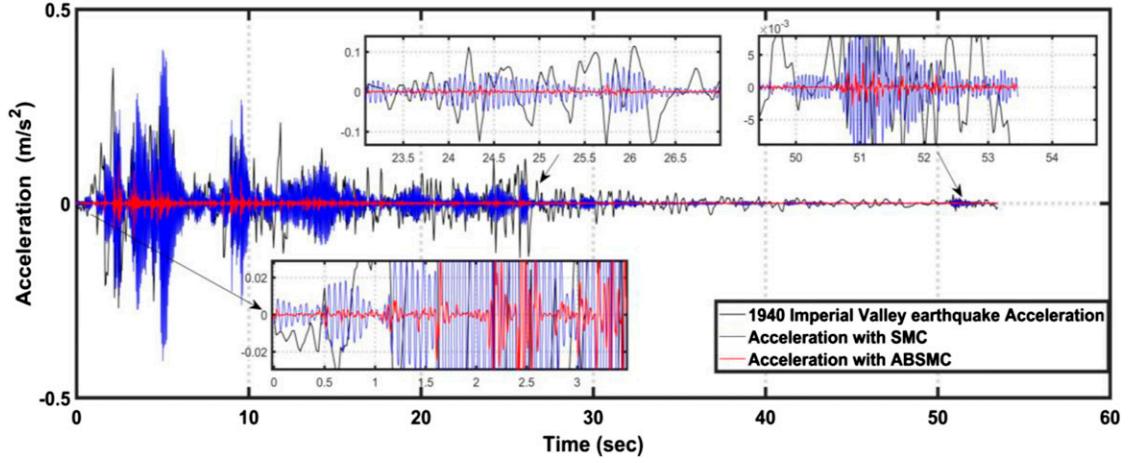 0.5
0
-0.5
Acceleration (m/s²)
0.1
0
-0.1
23.5 24 24.5 25 25.5 26 26.5
×10⁻³
5
0
-5
50 51 52 53 54
0.02
0
-0.02
0 0.5 1 1.5 2 2.5 3
1940 Imperial Valley earthquake Acceleration
Acceleration with SMC
Acceleration with ABSMC
0 10 20 30 40 50 60
Time (sec)